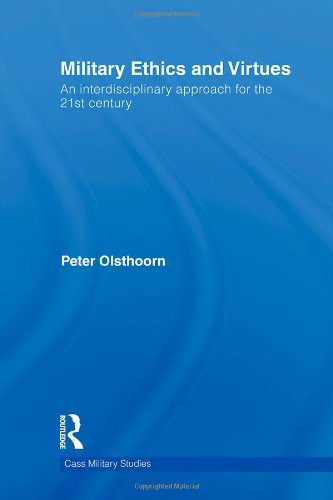 Military Ethics and Virtues
An interdisciplinary approach for the
21st century
Peter Olsthoorn
ROUTLEDGE
Cass Military Studies